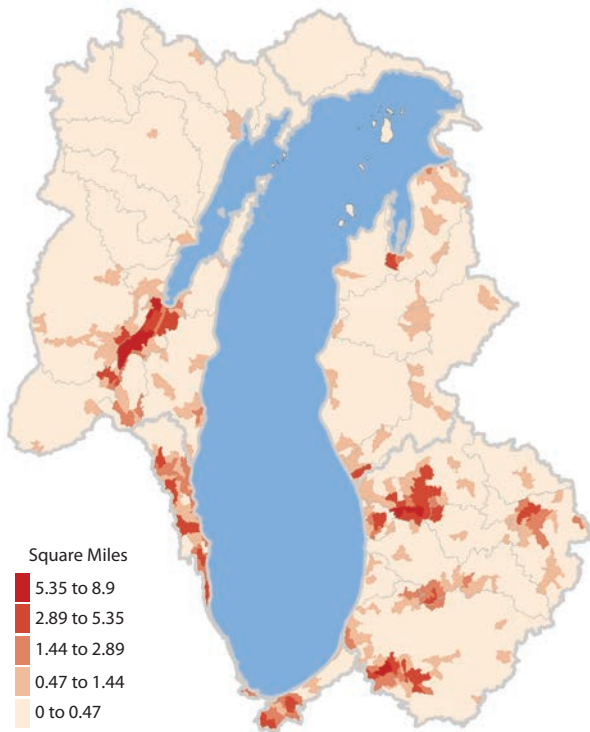 Square Miles
5.35 to 8.9
2.89 to 5.35
1.44 to 2.89
0.47 to 1.44
0 to 0.47